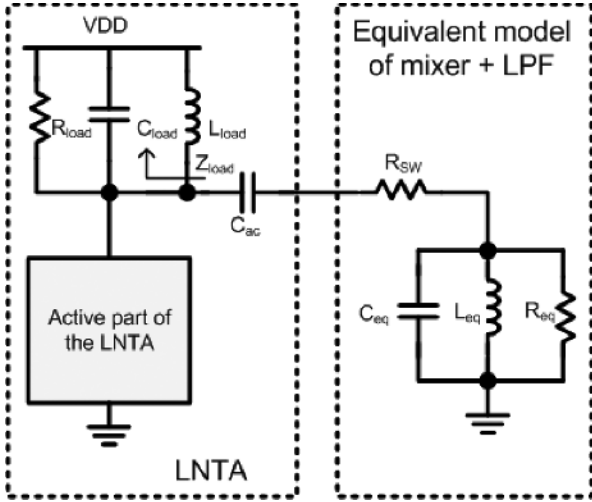 VDD
Equivalent model
of mixer + LPF
Rload
Cload
Lload
Zload
Cac
RSW
Ceq
Leq
Req
Active part of
the LNTA
LNTA